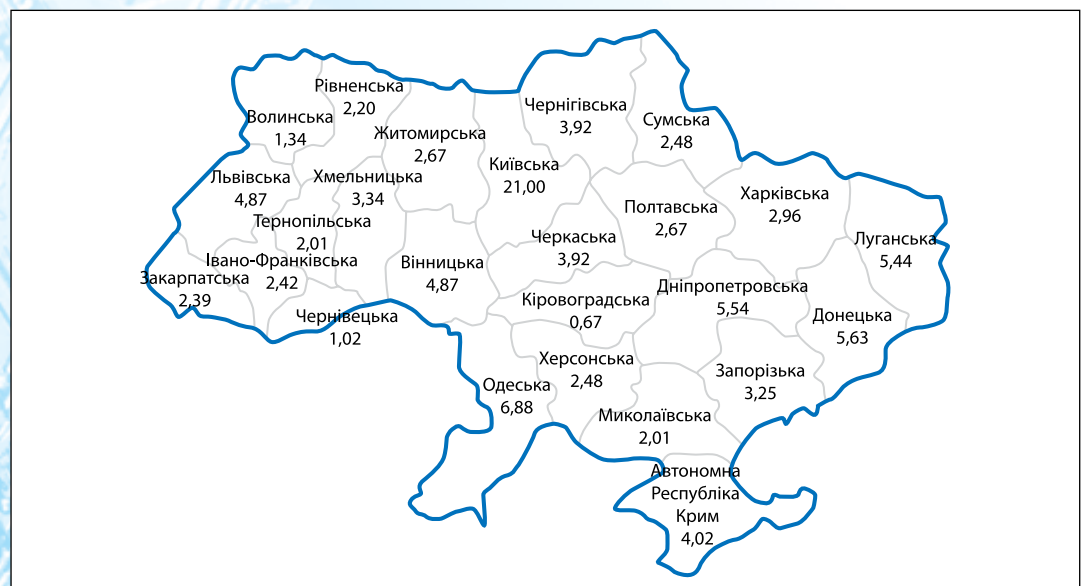 Рівненська
2,20
Волинська
1,34
Житомирська
2,67
Чернігівська
3,92
Сумська
2,48
Львівська
4,87
Хмельницька
3,34
Київська
21,00
Полтавська
2,67
Харківська
2,96
Тернопільська
2,01
Черкаська
3,92
Луганська
5,44
Івано-Франківська
2,42
Закарпатська
2,39
Вінницька
4,87
Чернівецька
1,02
Кіровоградська
0,67
Дніпропетровська
5,54
Донецька
5,63
Одеська
6,88
Херсонська
2,48
Запорізька
3,25
Миколаївська
2,01
Автономна
Республіка
Крим
4,02